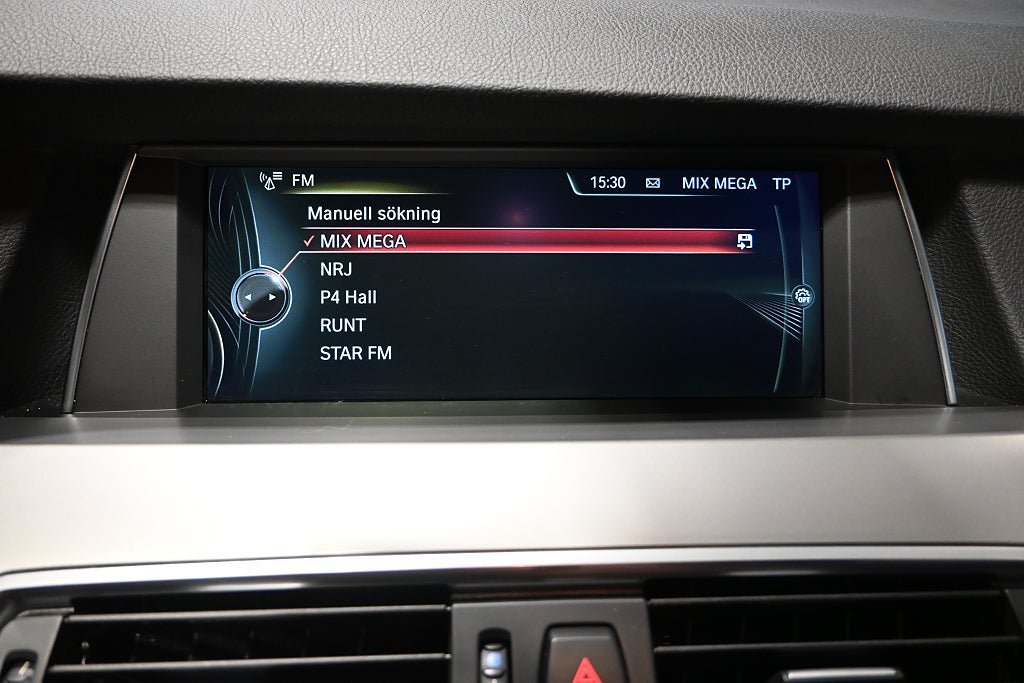 FM 15:30 MIX MEGA TP
Manuell sökning
MIX MEGA
NRJ
P4 Hall
OPT
RUNT
STAR FM